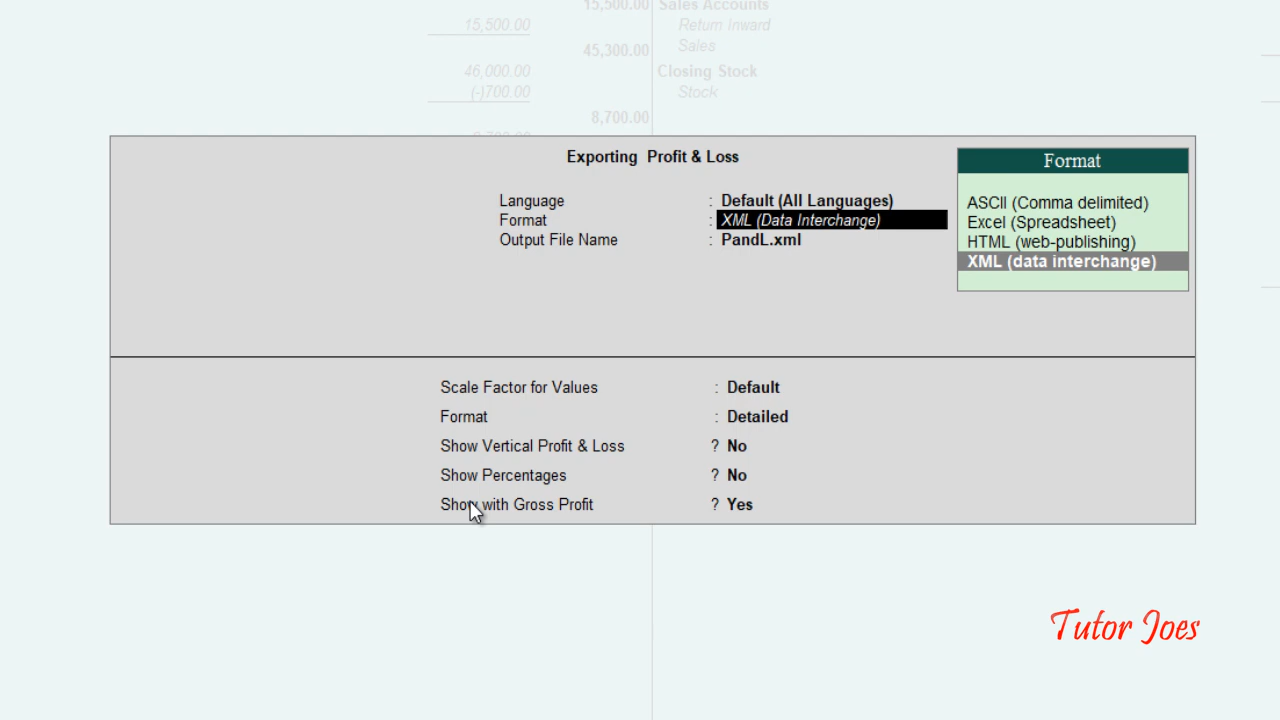 15,500.00 Sales Accounts
15,500.00 Return Inward
45,300.00 Sales
46,000.00 Closing Stock
(-)700.00 Stock
8,700.00
Exporting Profit & Loss
Language : Default (All Languages)
Format : XML (Data Interchange)
Output File Name : PandL.xml
Format
ASCII (Comma delimited)
Excel (Spreadsheet)
HTML (web-publishing)
XML (data interchange)
Scale Factor for Values : Default
Format : Detailed
Show Vertical Profit & Loss ? No
Show Percentages ? No
Show with Gross Profit ? Yes
Tutor Joes